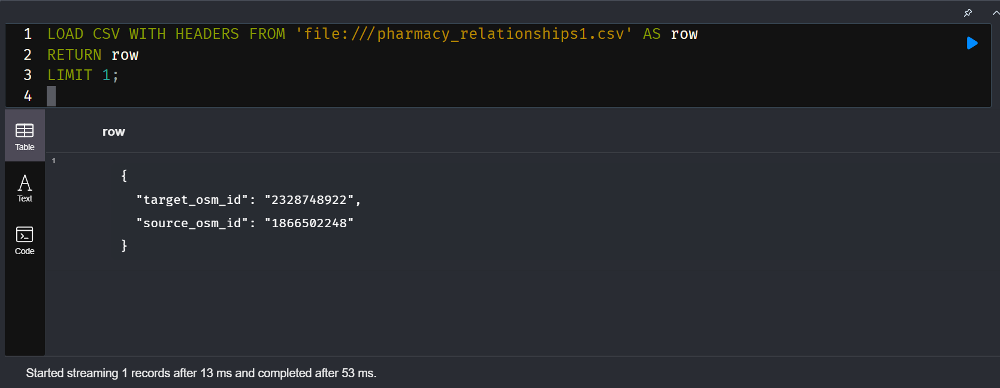 1 LOAD CSV WITH HEADERS FROM 'file:///pharmacy_relationships1.csv' AS row
2 RETURN row
3 LIMIT 1;
4
Table
row
1
{
"target_osm_id": "2328748922",
"source_osm_id": "1866502248"
}
Text
Code
Started streaming 1 records after 13 ms and completed after 53 ms.